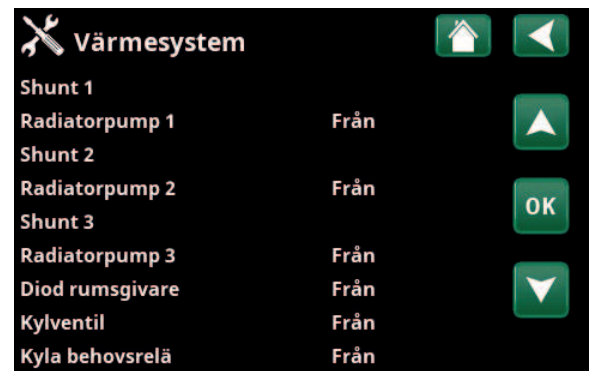 Värmesystem
Shunt 1
Radiatorpump 1 Från
Shunt 2
Radiatorpump 2 Från
OK
Shunt 3
Radiatorpump 3 Från
Diod rumsgivare Från
Kylventil Från
Kyla behovsrelä Från